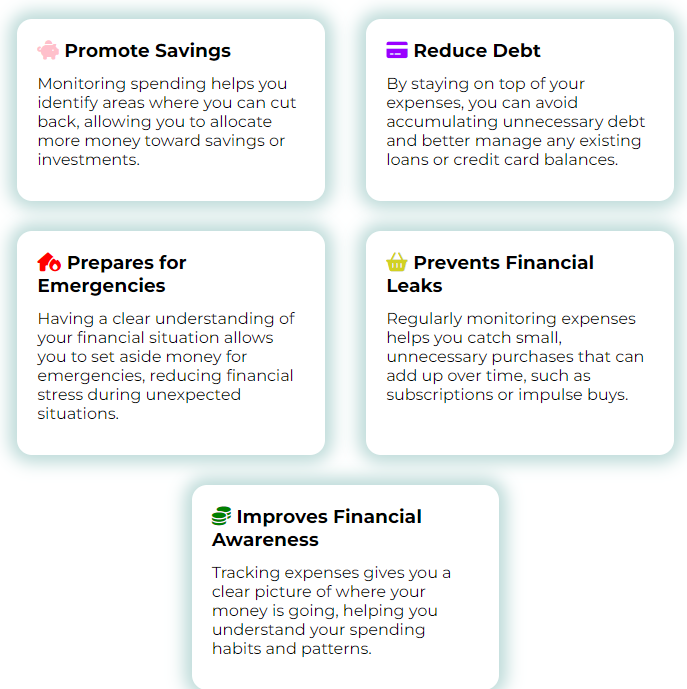 Promote Savings
Monitoring spending helps you
identify areas where you can cut
back, allowing you to allocate
more money toward savings or
investments.
Reduce Debt
By staying on top of your
expenses, you can avoid
accumulating unnecessary debt
and better manage any existing
loans or credit card balances.
Prepares for
Emergencies
Having a clear understanding of
your financial situation allows
you to set aside money for
emergencies, reducing financial
stress during unexpected
situations.
Prevents Financial
Leaks
Regularly monitoring expenses
helps you catch small,
unnecessary purchases that can
add up over time, such as
subscriptions or impulse buys.
Improves Financial
Awareness
Tracking expenses gives you a
clear picture of where your
money is going, helping you
understand your spending
habits and patterns.